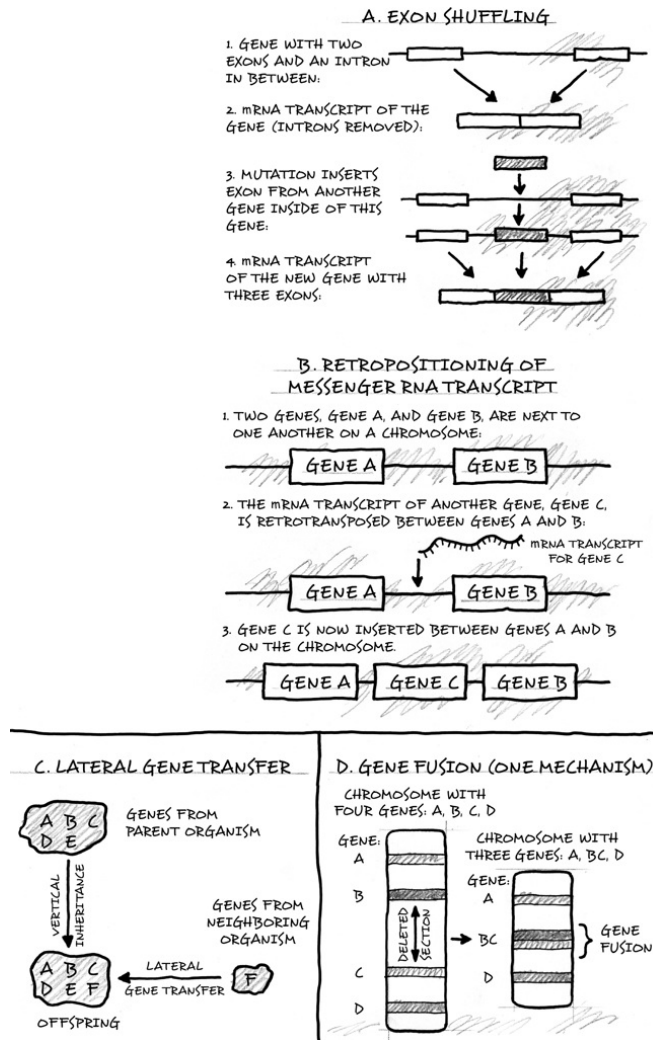 A. EXON SHUFFLING
1. GENE WITH TWO
EXONS AND AN INTRON
IN BETWEEN:
2. mRNA TRANSCRIPT OF THE
GENE (INTRONS REMOVED):
3. MUTATION INSERTS
EXON FROM ANOTHER
GENE INSIDE OF THIS
GENE:
4. mRNA TRANSCRIPT
OF THE NEW GENE WITH
THREE EXONS:
B. RETROPOSITIONING OF
MESSENGER RNA TRANSCRIPT
1. TWO GENES, GENE A, AND GENE B, ARE NEXT TO
ONE ANOTHER ON A CHROMOSOME:
GENE A GENE B
2. THE mRNA TRANSCRIPT OF ANOTHER GENE, GENE C,
IS RETROTRANSPOSED BETWEEN GENES A AND B:
mRNA TRANSCRIPT
FOR GENE C
GENE A GENE B
3. GENE C IS NOW INSERTED BETWEEN GENES A AND B
ON THE CHROMOSOME.
GENE A GENE C GENE B
C. LATERAL GENE TRANSFER
A B C
D E
GENES FROM
PARENT ORGANISM
VERTICAL
INHERITANCE
GENES FROM
NEIGHBORING
ORGANISM
A B C
D E F
LATERAL
GENE TRANSFER
F
OFFSPRING
D. GENE FUSION (ONE MECHANISM)
CHROMOSOME WITH
FOUR GENES: A, B, C, D
GENE:
A
B
DELETED
SECTION
C
D
CHROMOSOME WITH
THREE GENES: A, BC, D
GENE:
A
BC
D
GENE
FUSION